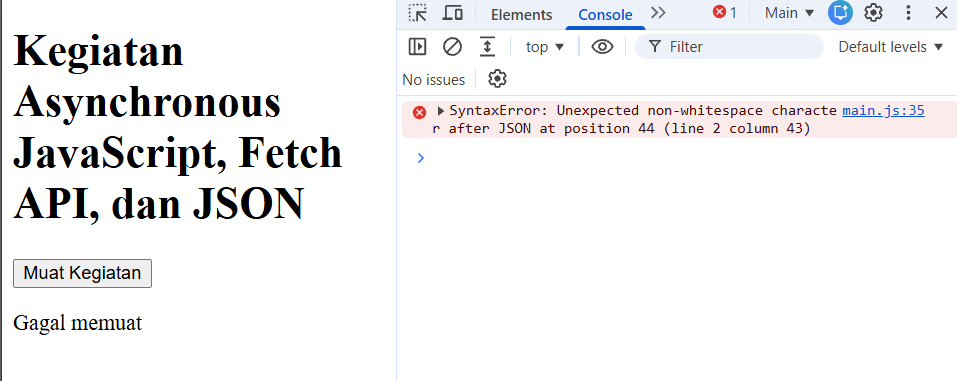 Kegiatan
Asynchronous
JavaScript, Fetch
API, dan JSON
Muat Kegiatan
Gagal memuat
Elements Console 1 Main
top Filter Default levels
No issues
SyntaxError: Unexpected non-whitespace characte main.js:35
r after JSON at position 44 (line 2 column 43)